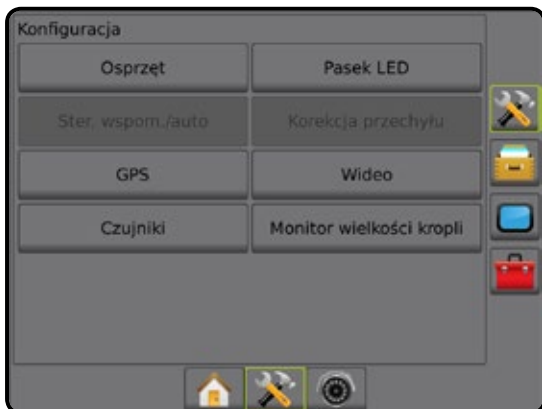 Konfiguracja
Osprzęt
Pasek LED
Ster. wspom./auto
Korekcja przechyłu
GPS
Wideo
Czujniki
Monitor wielkości kropli